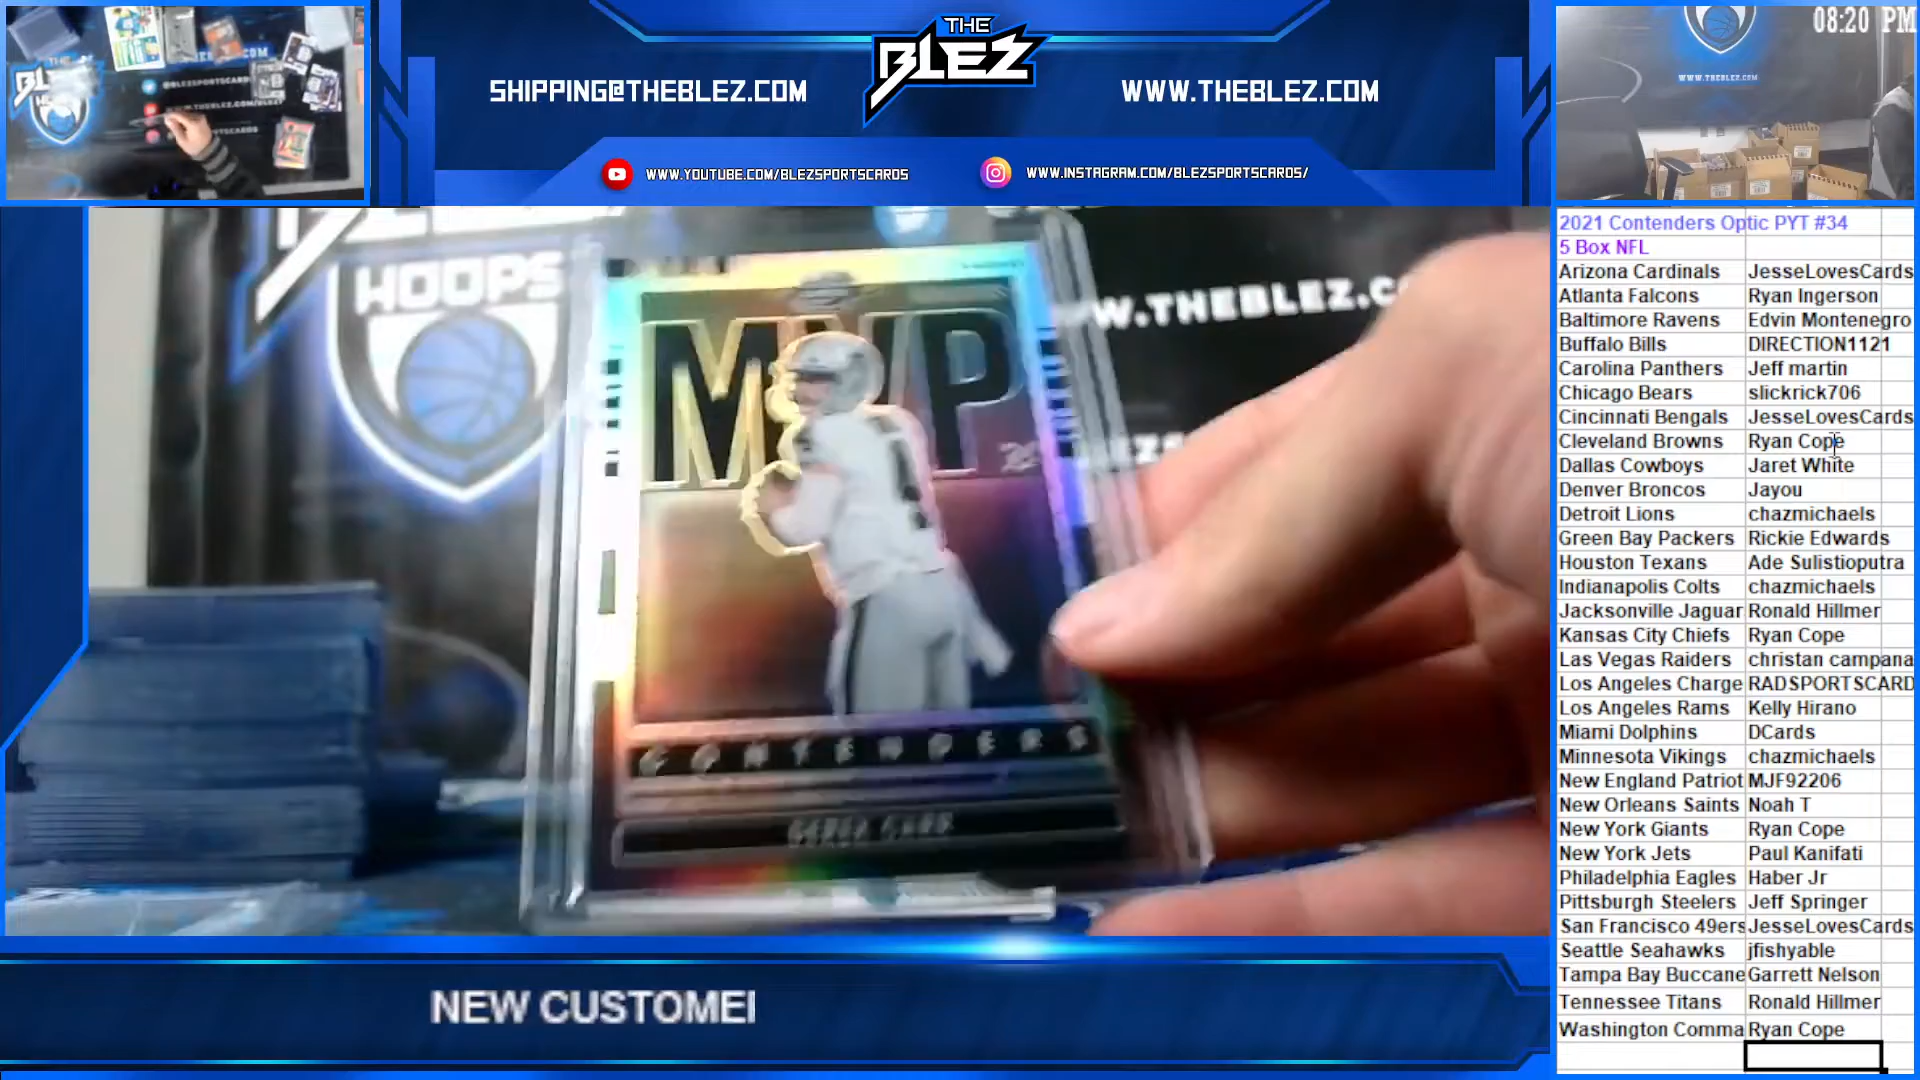 THE
BLEZ
SHIPPING@THEBLEZ.COM
WWW.THEBLEZ.COM
WWW.YOUTUBE.COM/BLEZSPORTSCARDS
WWW.INSTAGRAM.COM/BLEZSPORTSCARDS/
08:20 PM
WWW.THEBLEZ.COM
HOOPS
W.THEBLEZ.C
MVP
CONTENDERS
DEREK CARR
NEW CUSTOME
2021 Contenders Optic PYT #34
5 Box NFL
Arizona Cardinals JesseLovesCards
Atlanta Falcons Ryan Ingerson
Baltimore Ravens Edvin Montenegro
Buffalo Bills DIRECTION1121
Carolina Panthers Jeff martin
Chicago Bears slickrick706
Cincinnati Bengals JesseLovesCards
Cleveland Browns Ryan Cope
Dallas Cowboys Jaret White
Denver Broncos Jayou
Detroit Lions chazmichaels
Green Bay Packers Rickie Edwards
Houston Texans Ade Sulistioputra
Indianapolis Colts chazmichaels
Jacksonville Jaguar Ronald Hillmer
Kansas City Chiefs Ryan Cope
Las Vegas Raiders christan campana
Los Angeles Charge RADSPORTSCARD
Los Angeles Rams Kelly Hirano
Miami Dolphins DCards
Minnesota Vikings chazmichaels
New England Patriot MJF92206
New Orleans Saints Noah T
New York Giants Ryan Cope
New York Jets Paul Kanifati
Philadelphia Eagles Haber Jr
Pittsburgh Steelers Jeff Springer
San Francisco 49ers JesseLovesCards
Seattle Seahawks jfishyable
Tampa Bay Buccane Garrett Nelson
Tennessee Titans Ronald Hillmer
Washington Comma Ryan Cope